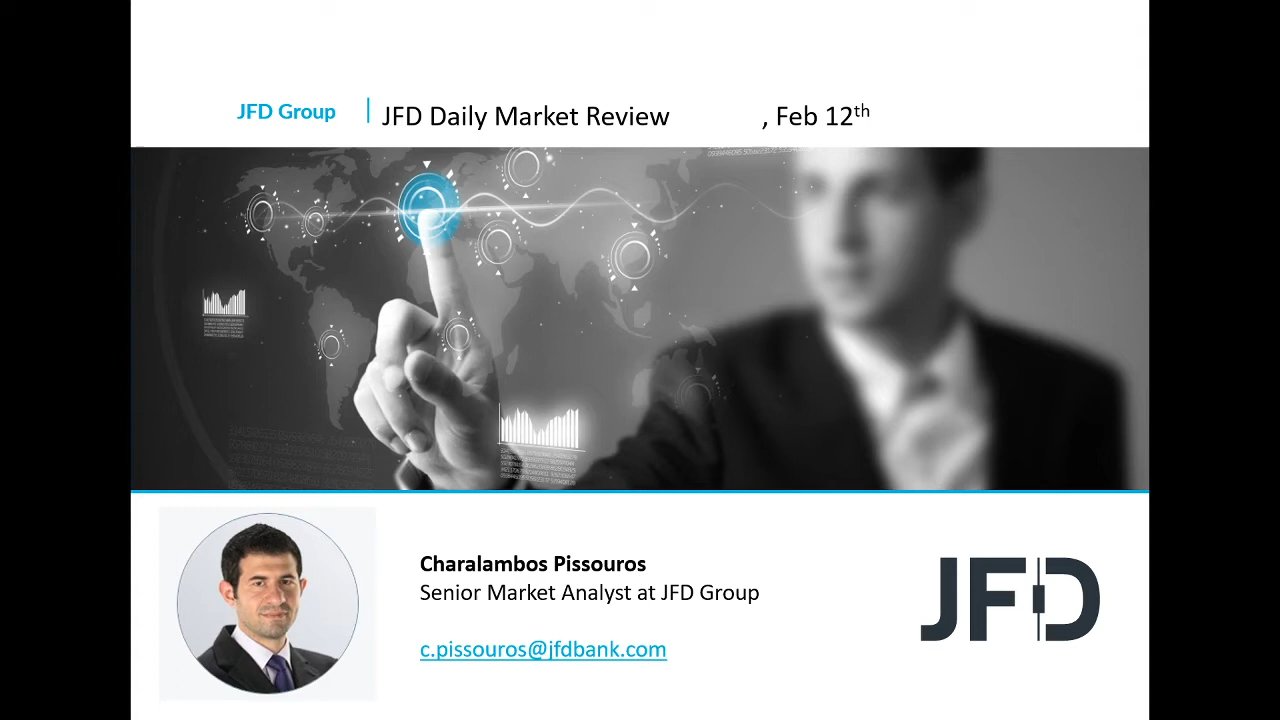 JFD Group
JFD Daily Market Review , Feb 12th
Charalambos Pissouros
Senior Market Analyst at JFD Group
c.pissouros@jfdbank.com
JFD